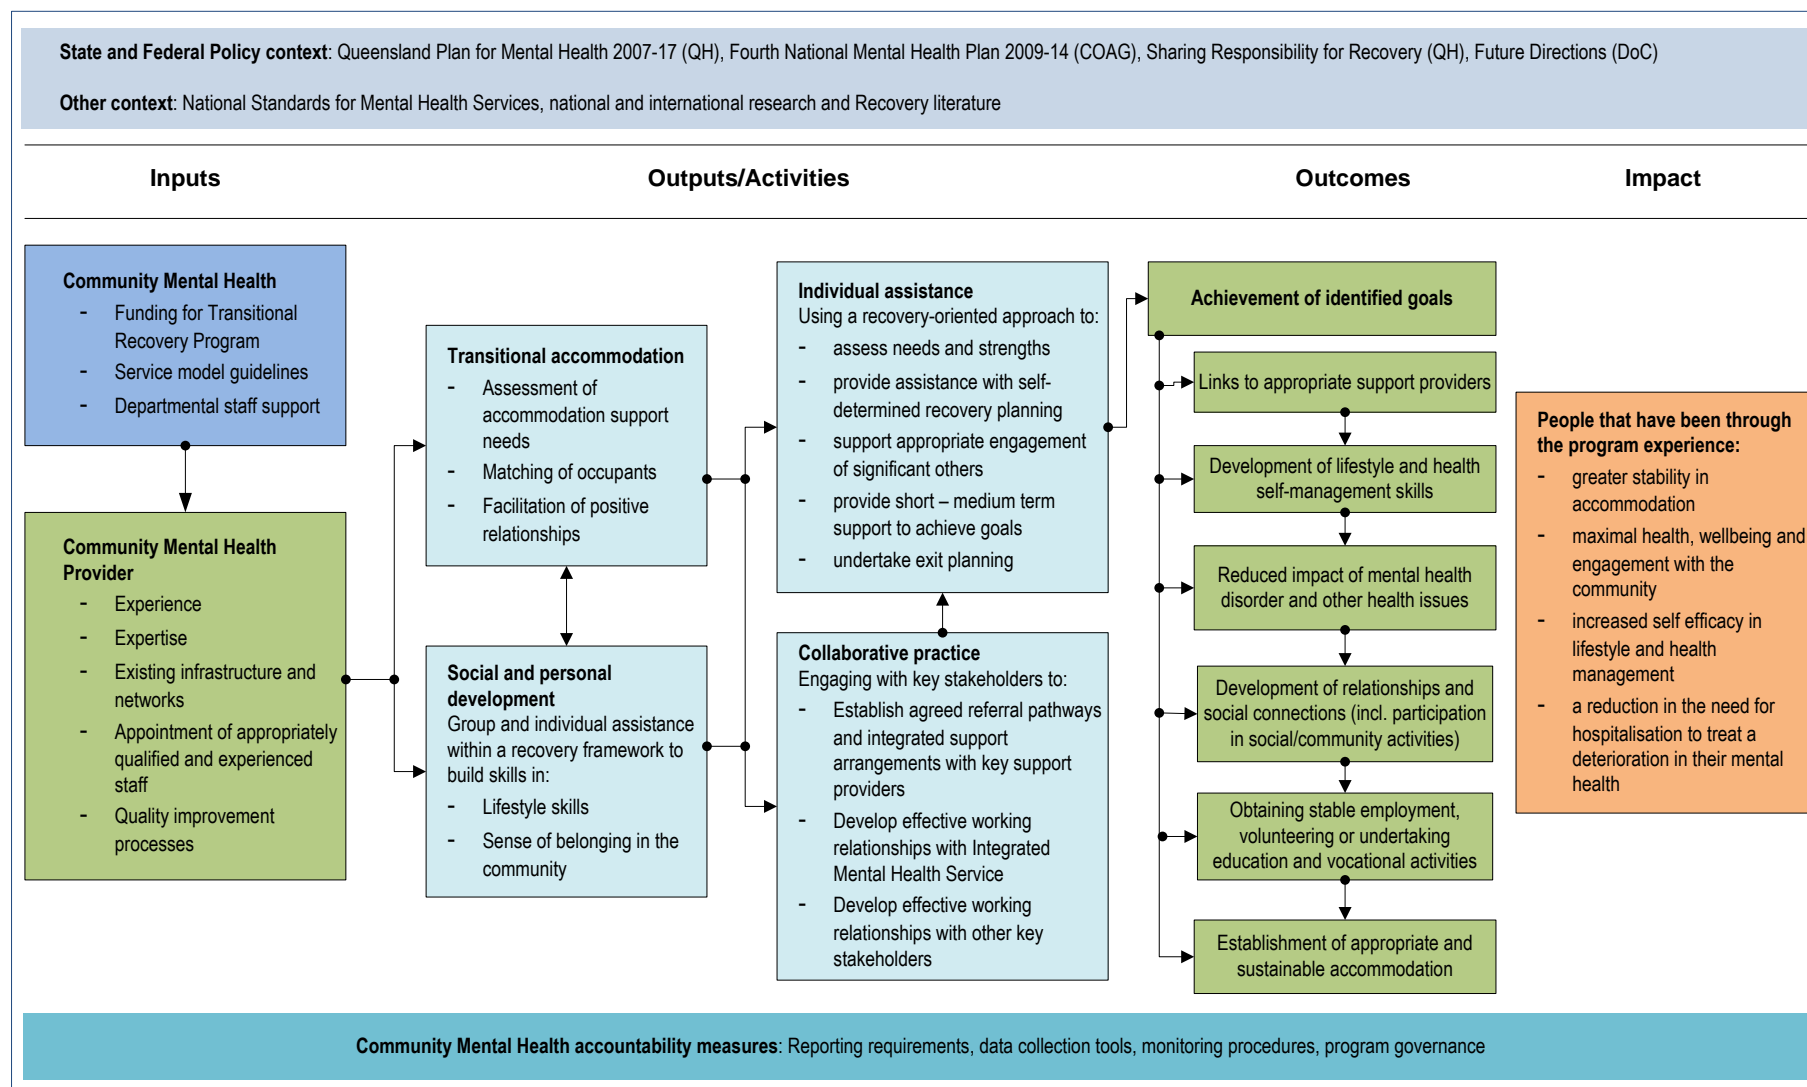 State and Federal Policy context: Queensland Plan for Mental Health 2007-17 (QH), Fourth National Mental Health Plan 2009-14 (COAG), Sharing Responsibility for Recovery (QH), Future Directions (DoC)
Other context: National Standards for Mental Health Services, national and international research and Recovery literature
Inputs
Outputs/Activities
Outcomes
Impact
Community Mental Health
- Funding for Transitional
Recovery Program
- Service model guidelines
- Departmental staff support
Community Mental Health
Provider
- Experience
- Expertise
- Existing infrastructure and
networks
- Appointment of appropriately
qualified and experienced
staff
- Quality improvement
processes
Transitional accommodation
- Assessment of
accommodation support
needs
- Matching of occupants
- Facilitation of positive
relationships
Social and personal
development
Group and individual assistance
within a recovery framework to
build skills in:
- Lifestyle skills
- Sense of belonging in the
community
Individual assistance
Using a recovery-oriented approach to:
- assess needs and strengths
- provide assistance with self-
determined recovery planning
- support appropriate engagement
of significant others
- provide short – medium term
support to achieve goals
- undertake exit planning
Collaborative practice
Engaging with key stakeholders to:
- Establish agreed referral pathways
and integrated support
arrangements with key support
providers
- Develop effective working
relationships with Integrated
Mental Health Service
- Develop effective working
relationships with other key
stakeholders
Achievement of identified goals
Links to appropriate support providers
Development of lifestyle and health
self-management skills
Reduced impact of mental health
disorder and other health issues
Development of relationships and
social connections (incl. participation
in social/community activities)
Obtaining stable employment,
volunteering or undertaking
education and vocational activities
Establishment of appropriate and
sustainable accommodation
People that have been through
the program experience:
- greater stability in
accommodation
- maximal health, wellbeing and
engagement with the
community
- increased self efficacy in
lifestyle and health
management
- a reduction in the need for
hospitalisation to treat a
deterioration in their mental
health
Community Mental Health accountability measures: Reporting requirements, data collection tools, monitoring procedures, program governance